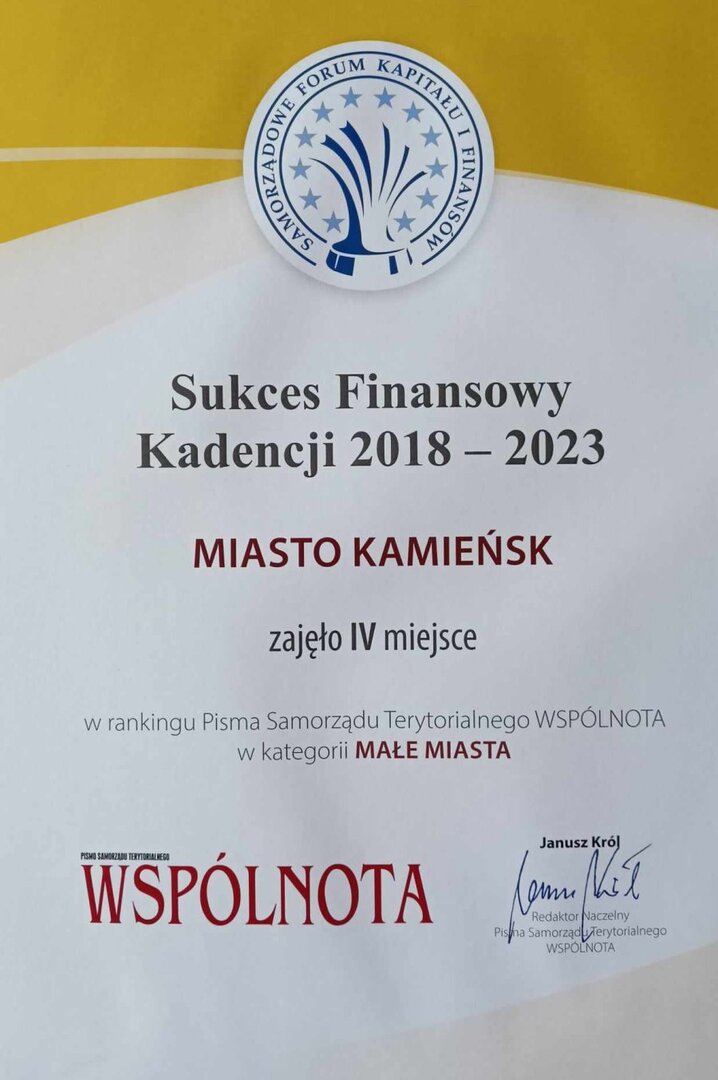 SAMORZĄDOWE FORUM KAPITAŁU I FINANSÓW
Sukces Finansowy
Kadencji 2018 – 2023
MIASTO KAMIEŃSK
zajęło IV miejsce
w rankingu Pisma Samorządu Terytorialnego WSPÓLNOTA
w kategorii MAŁE MIASTA
PISMO SAMORZĄDU TERYTORIALNEGO
WSPÓLNOTA
Janusz Król
Redaktor Naczelny
Pisma Samorządu Terytorialnego
WSPÓLNOTA